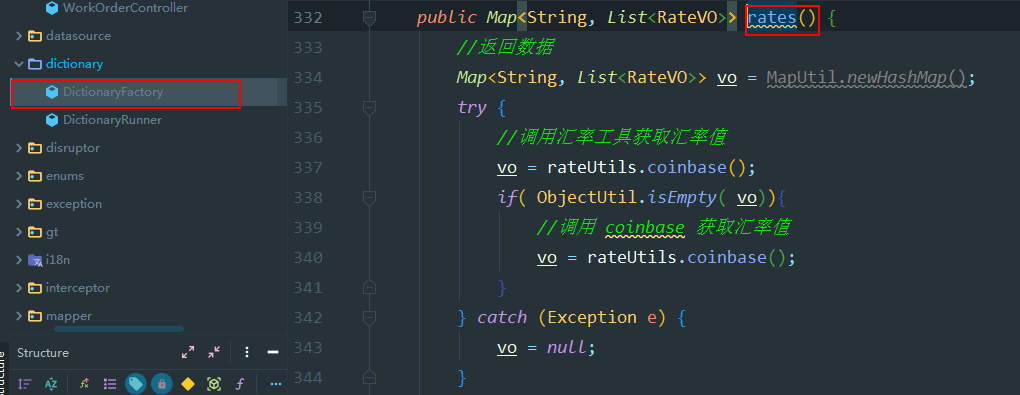 WorkOrderController
datasource
dictionary
DictionaryFactory
DictionaryRunner
disruptor
enums
exception
gt
i18n
interceptor
mapper
Structure
332 public Map<String, List<RateVO>> rates() {
333 //返回数据
334 Map<String, List<RateVO>> vo = MapUtil.newHashMap();
335 try {
336 //调用汇率工具获取汇率值
337 vo = rateUtils.coinbase();
338 if( ObjectUtil.isEmpty( vo)){
339 //调用 coinbase 获取汇率值
340 vo = rateUtils.coinbase();
341 }
342 } catch (Exception e) {
343 vo = null;
344 }